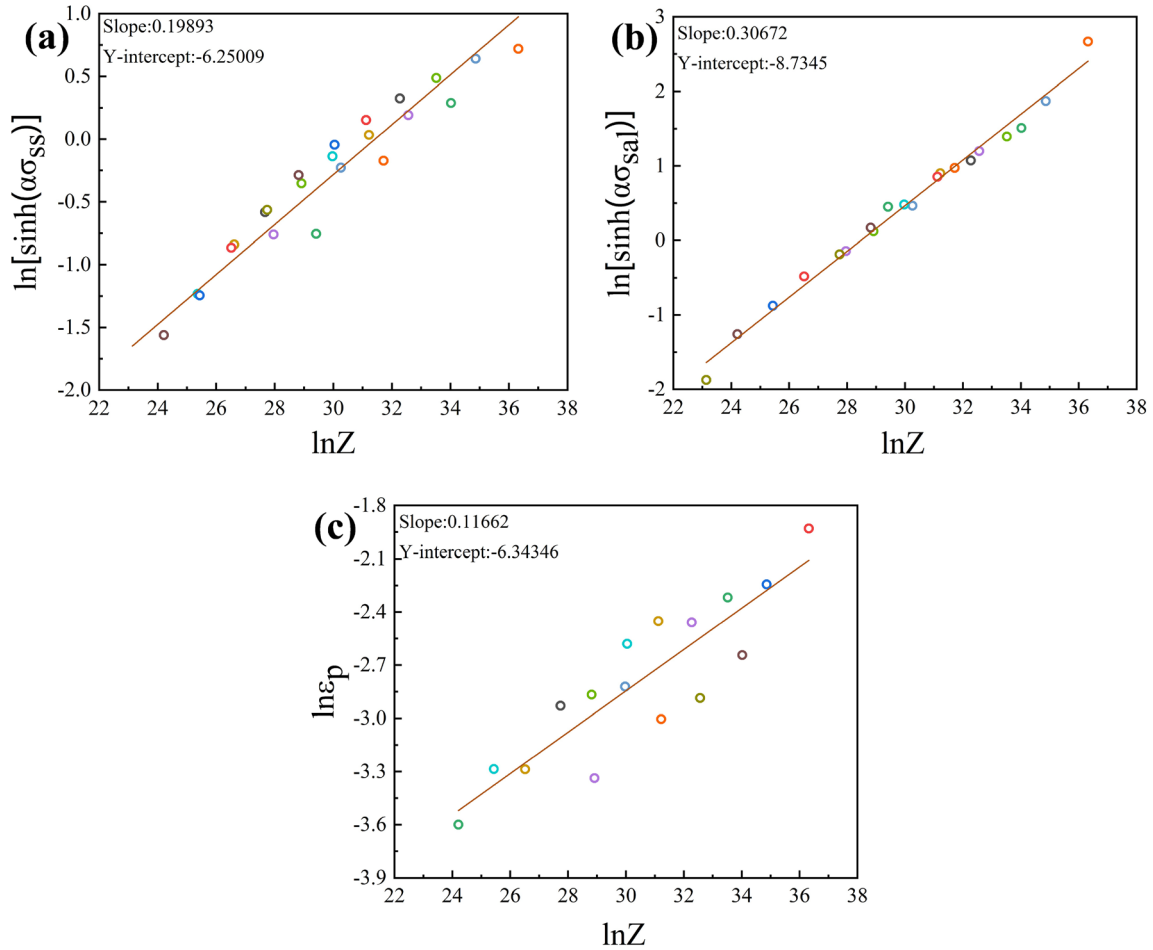 (a)
Slope:0.19893
Y-intercept:-6.25009
1.0
0.5
0.0
-0.5
-1.0
-1.5
-2.0
ln[sinh(ασss)]
22 24 26 28 30 32 34 36 38
lnZ
(b)
Slope:0.30672
Y-intercept:-8.7345
3
2
1
0
-1
-2
ln[sinh(ασsal)]
22 24 26 28 30 32 34 36 38
lnZ
(c)
Slope:0.11662
Y-intercept:-6.34346
-1.8
-2.1
-2.4
-2.7
-3.0
-3.3
-3.6
-3.9
lnεp
22 24 26 28 30 32 34 36 38
lnZ